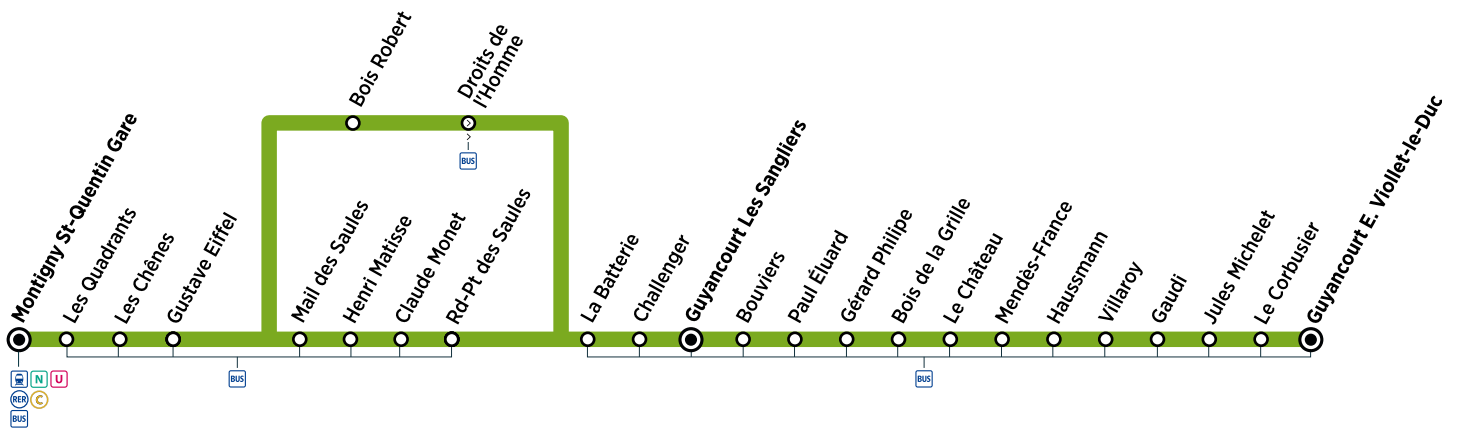 Bois Robert
Droits de
l'Homme
BUS
Montigny St-Quentin Gare
Les Quadrants
Les Chênes
Gustave Eiffel
Mail des Saules
Henri Matisse
Claude Monet
Rd-Pt des Saules
La Batterie
Challenger
Guyancourt Les Sangliers
Bouviers
Paul Éluard
Gérard Philipe
Bois de la Grille
Le Château
Mendès-France
Haussmann
Villaroy
Gaudi
Jules Michelet
Le Corbusier
Guyancourt E. Viollet-le-Duc
N U
BUS
BUS
RER C
BUS